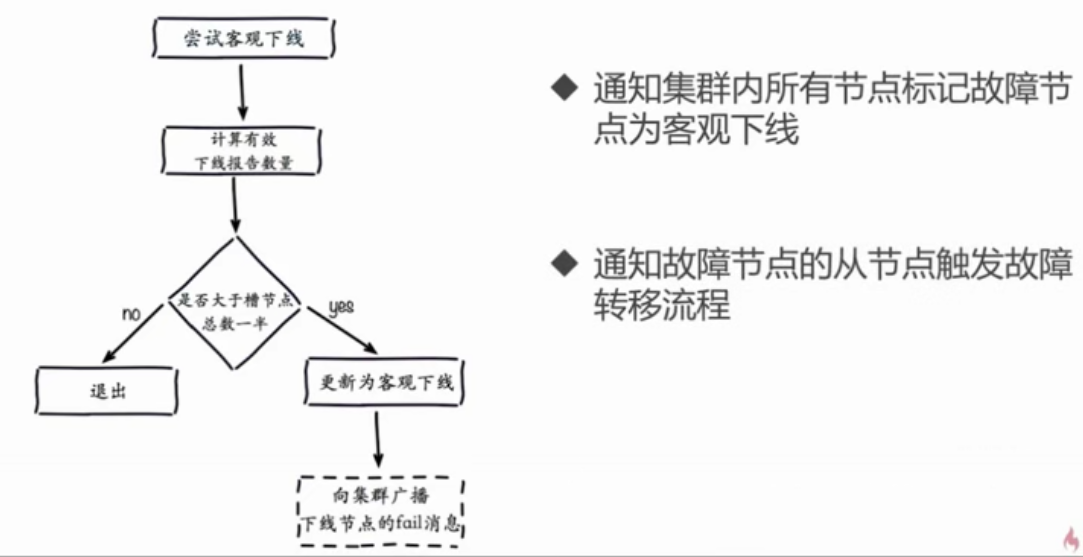 尝试客观下线
计算有效
下线报告数量
是否大于槽节点
总数一半
no
yes
退出
更新为客观下线
向集群广播
下线节点的fail消息
通知集群内所有节点标记故障节
点为客观下线
通知故障节点的从节点触发故障
转移流程